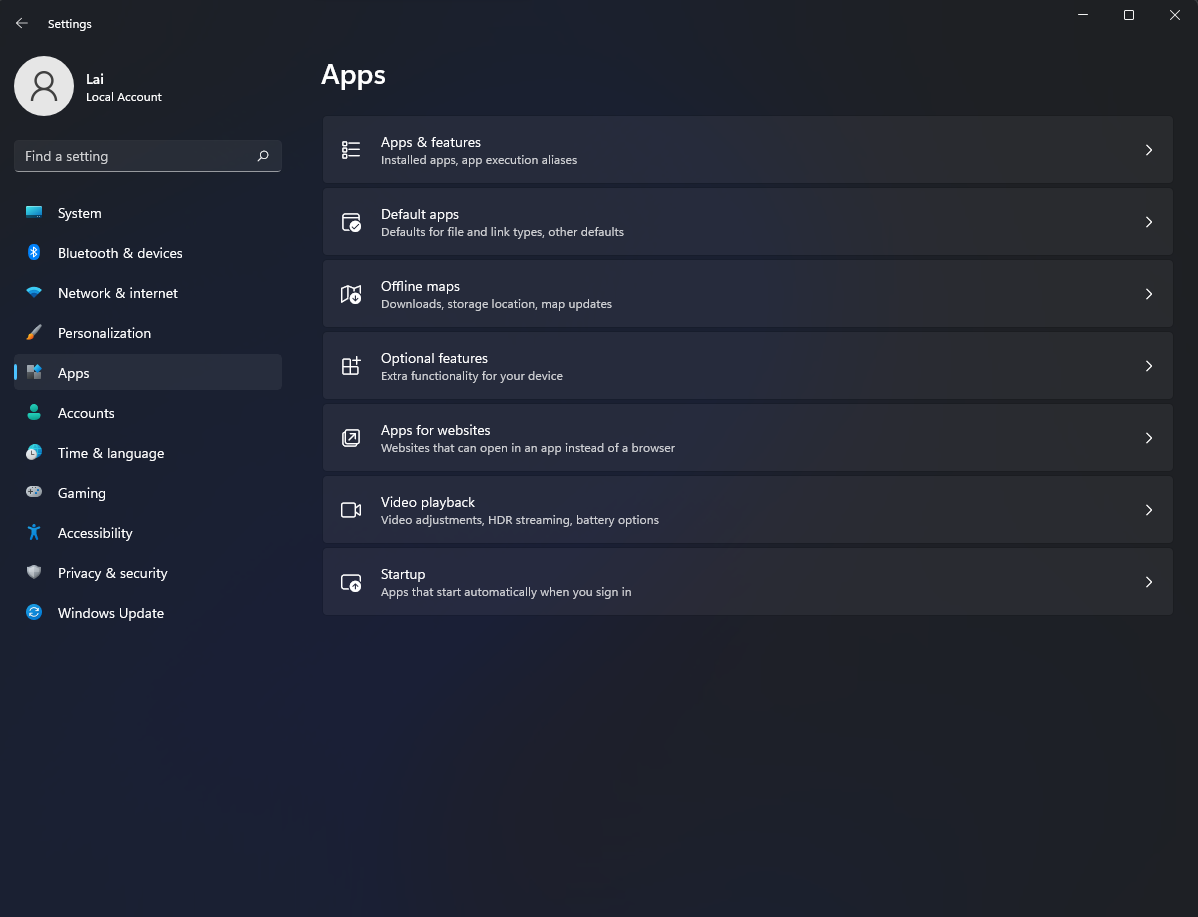 Settings
Lai
Local Account
Find a setting
System
Bluetooth & devices
Network & internet
Personalization
Apps
Accounts
Time & language
Gaming
Accessibility
Privacy & security
Windows Update
Apps
Apps & features
Installed apps, app execution aliases
Default apps
Defaults for file and link types, other defaults
Offline maps
Downloads, storage location, map updates
Optional features
Extra functionality for your device
Apps for websites
Websites that can open in an app instead of a browser
Video playback
Video adjustments, HDR streaming, battery options
Startup
Apps that start automatically when you sign in